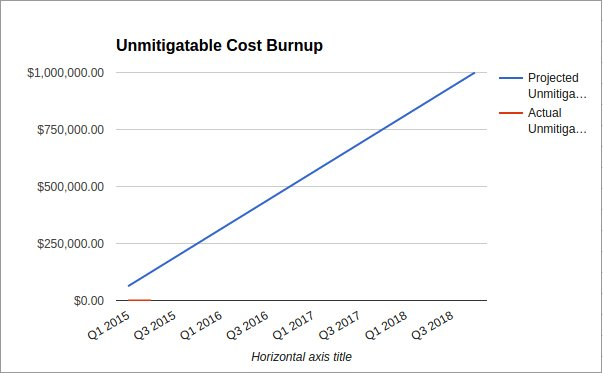 Unmitigatable Cost Burnup
$1,000,000.00
$750,000.00
$500,000.00
$250,000.00
$0.00
Q1 2015
Q3 2015
Q1 2016
Q3 2016
Q1 2017
Q3 2017
Q1 2018
Q3 2018
Horizontal axis title
Projected
Unmitiga…
Actual
Unmitiga…